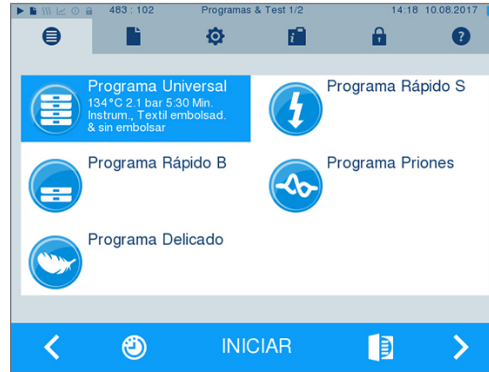 483 : 102 Programas & Test 1/2 14:18 10.08.2017
Programa Universal
134°C 2.1 bar 5:30 Min.
Instrum., Textil embolsad.
& sin embolsar
Programa Rápido S
Programa Rápido B
Programa Priones
Programa Delicado
INICIAR